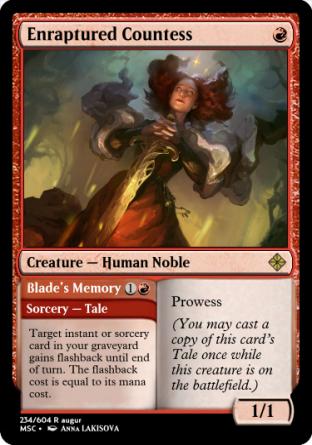 Enraptured Countess
Creature — Human Noble
Blade's Memory 1
Sorcery — Tale
Target instant or sorcery
card in your graveyard
gains flashback until end
of turn. The flashback
cost is equal to its mana
cost.
Prowess
(You may cast a
copy of this card's
Tale once while
this creature is on
the battlefield.)
1/1
234/604 R augur
MSC • Anna Lakisova